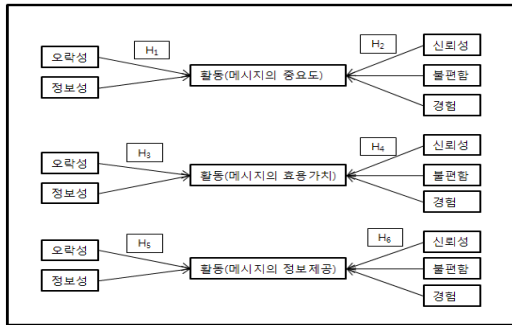 오락성
정보성
H1
활동(메시지의 중요도)
H2
신뢰성
불편함
경험
오락성
정보성
H3
활동(메시지의 효용가치)
H4
신뢰성
불편함
경험
오락성
정보성
H5
활동(메시지의 정보제공)
H6
신뢰성
불편함
경험